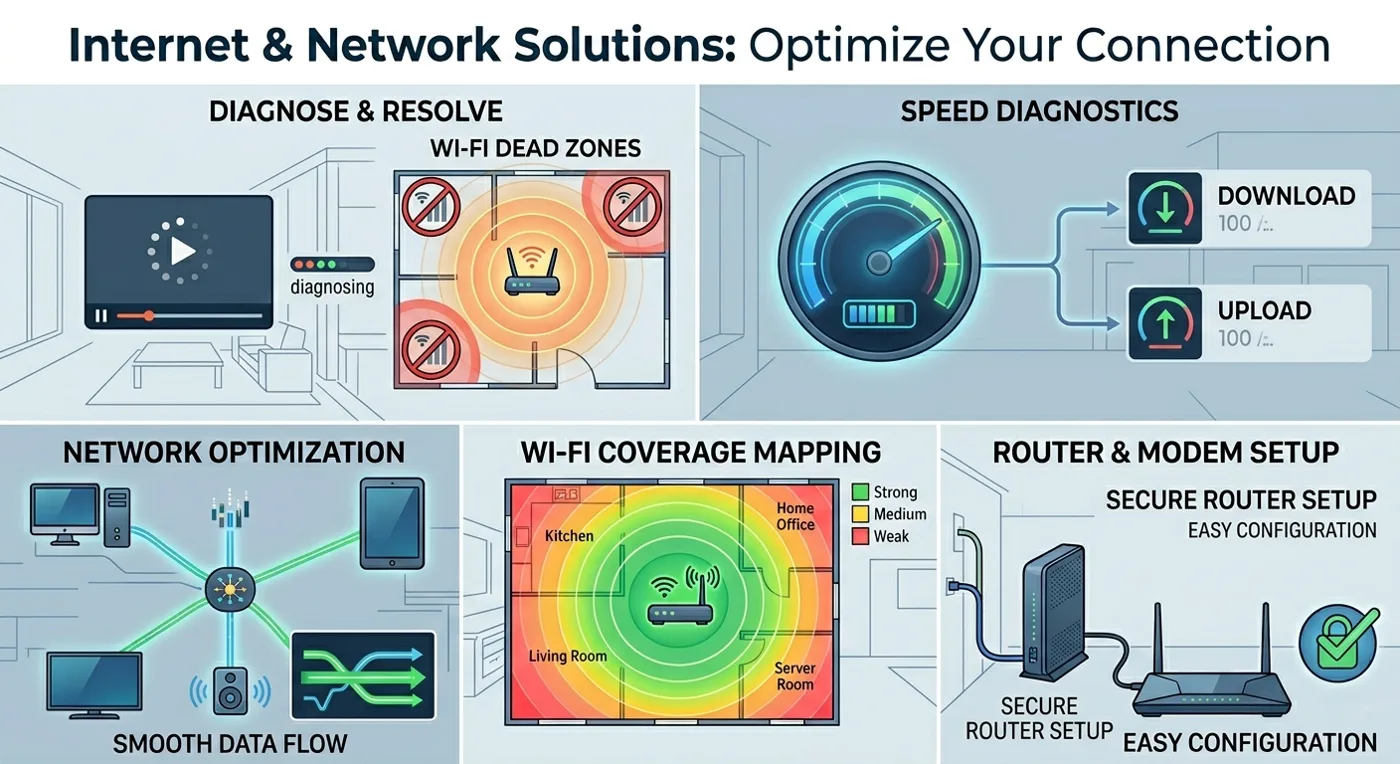 Internet & Network Solutions: Optimize Your Connection
DIAGNOSE & RESOLVE
WI-FI DEAD ZONES
diagnosing
SPEED DIAGNOSTICS
DOWNLOAD
100
UPLOAD
100
NETWORK OPTIMIZATION
SMOOTH DATA FLOW
WI-FI COVERAGE MAPPING
Kitchen
Home
Office
Living Room
Server
Room
Strong
Medium
Weak
ROUTER & MODEM SETUP
SECURE ROUTER SETUP
EASY CONFIGURATION
SECURE
ROUTER SETUP
EASY CONFIGURATION